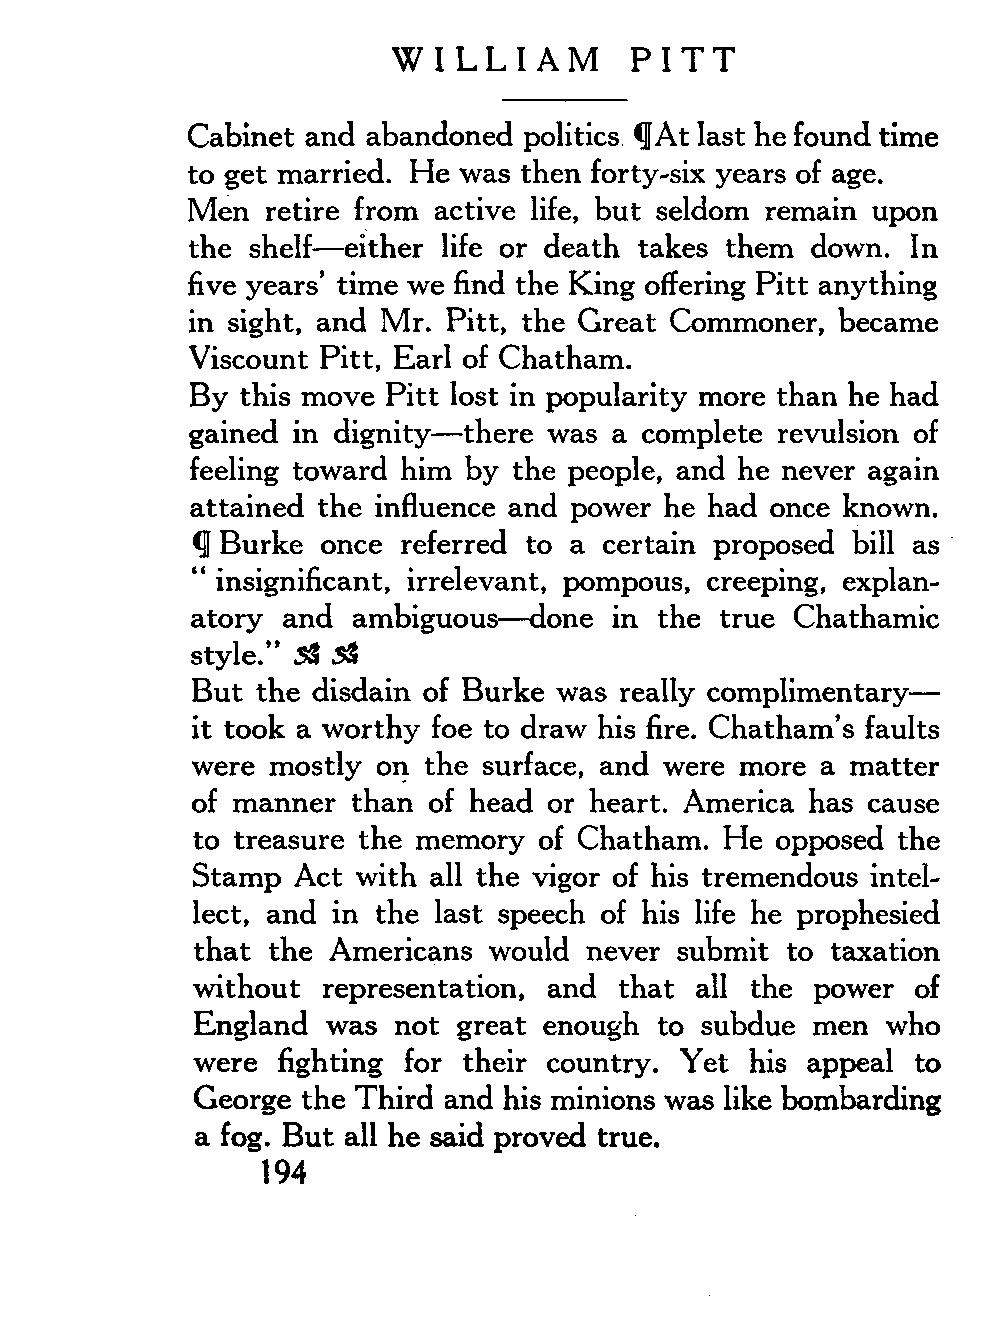 WILLIAM PITT
Cabinet and abandoned politics. ¶At last he found time
to get married. He was then forty-six years of age.
Men retire from active life, but seldom remain upon
the shelf—either life or death takes them down. In
five years' time we find the King offering Pitt anything
in sight, and Mr. Pitt, the Great Commoner, became
Viscount Pitt, Earl of Chatham.
By this move Pitt lost in popularity more than he had
gained in dignity—there was a complete revulsion of
feeling toward him by the people, and he never again
attained the influence and power he had once known.
¶ Burke once referred to a certain proposed bill as
“ insignificant, irrelevant, pompous, creeping, explan-
atory and ambiguous—done in the true Chathamic
style.”
But the disdain of Burke was really complimentary—
it took a worthy foe to draw his fire. Chatham's faults
were mostly on the surface, and were more a matter
of manner than of head or heart. America has cause
to treasure the memory of Chatham. He opposed the
Stamp Act with all the vigor of his tremendous intel-
lect, and in the last speech of his life he prophesied
that the Americans would never submit to taxation
without representation, and that all the power of
England was not great enough to subdue men who
were fighting for their country. Yet his appeal to
George the Third and his minions was like bombarding
a fog. But all he said proved true.
194